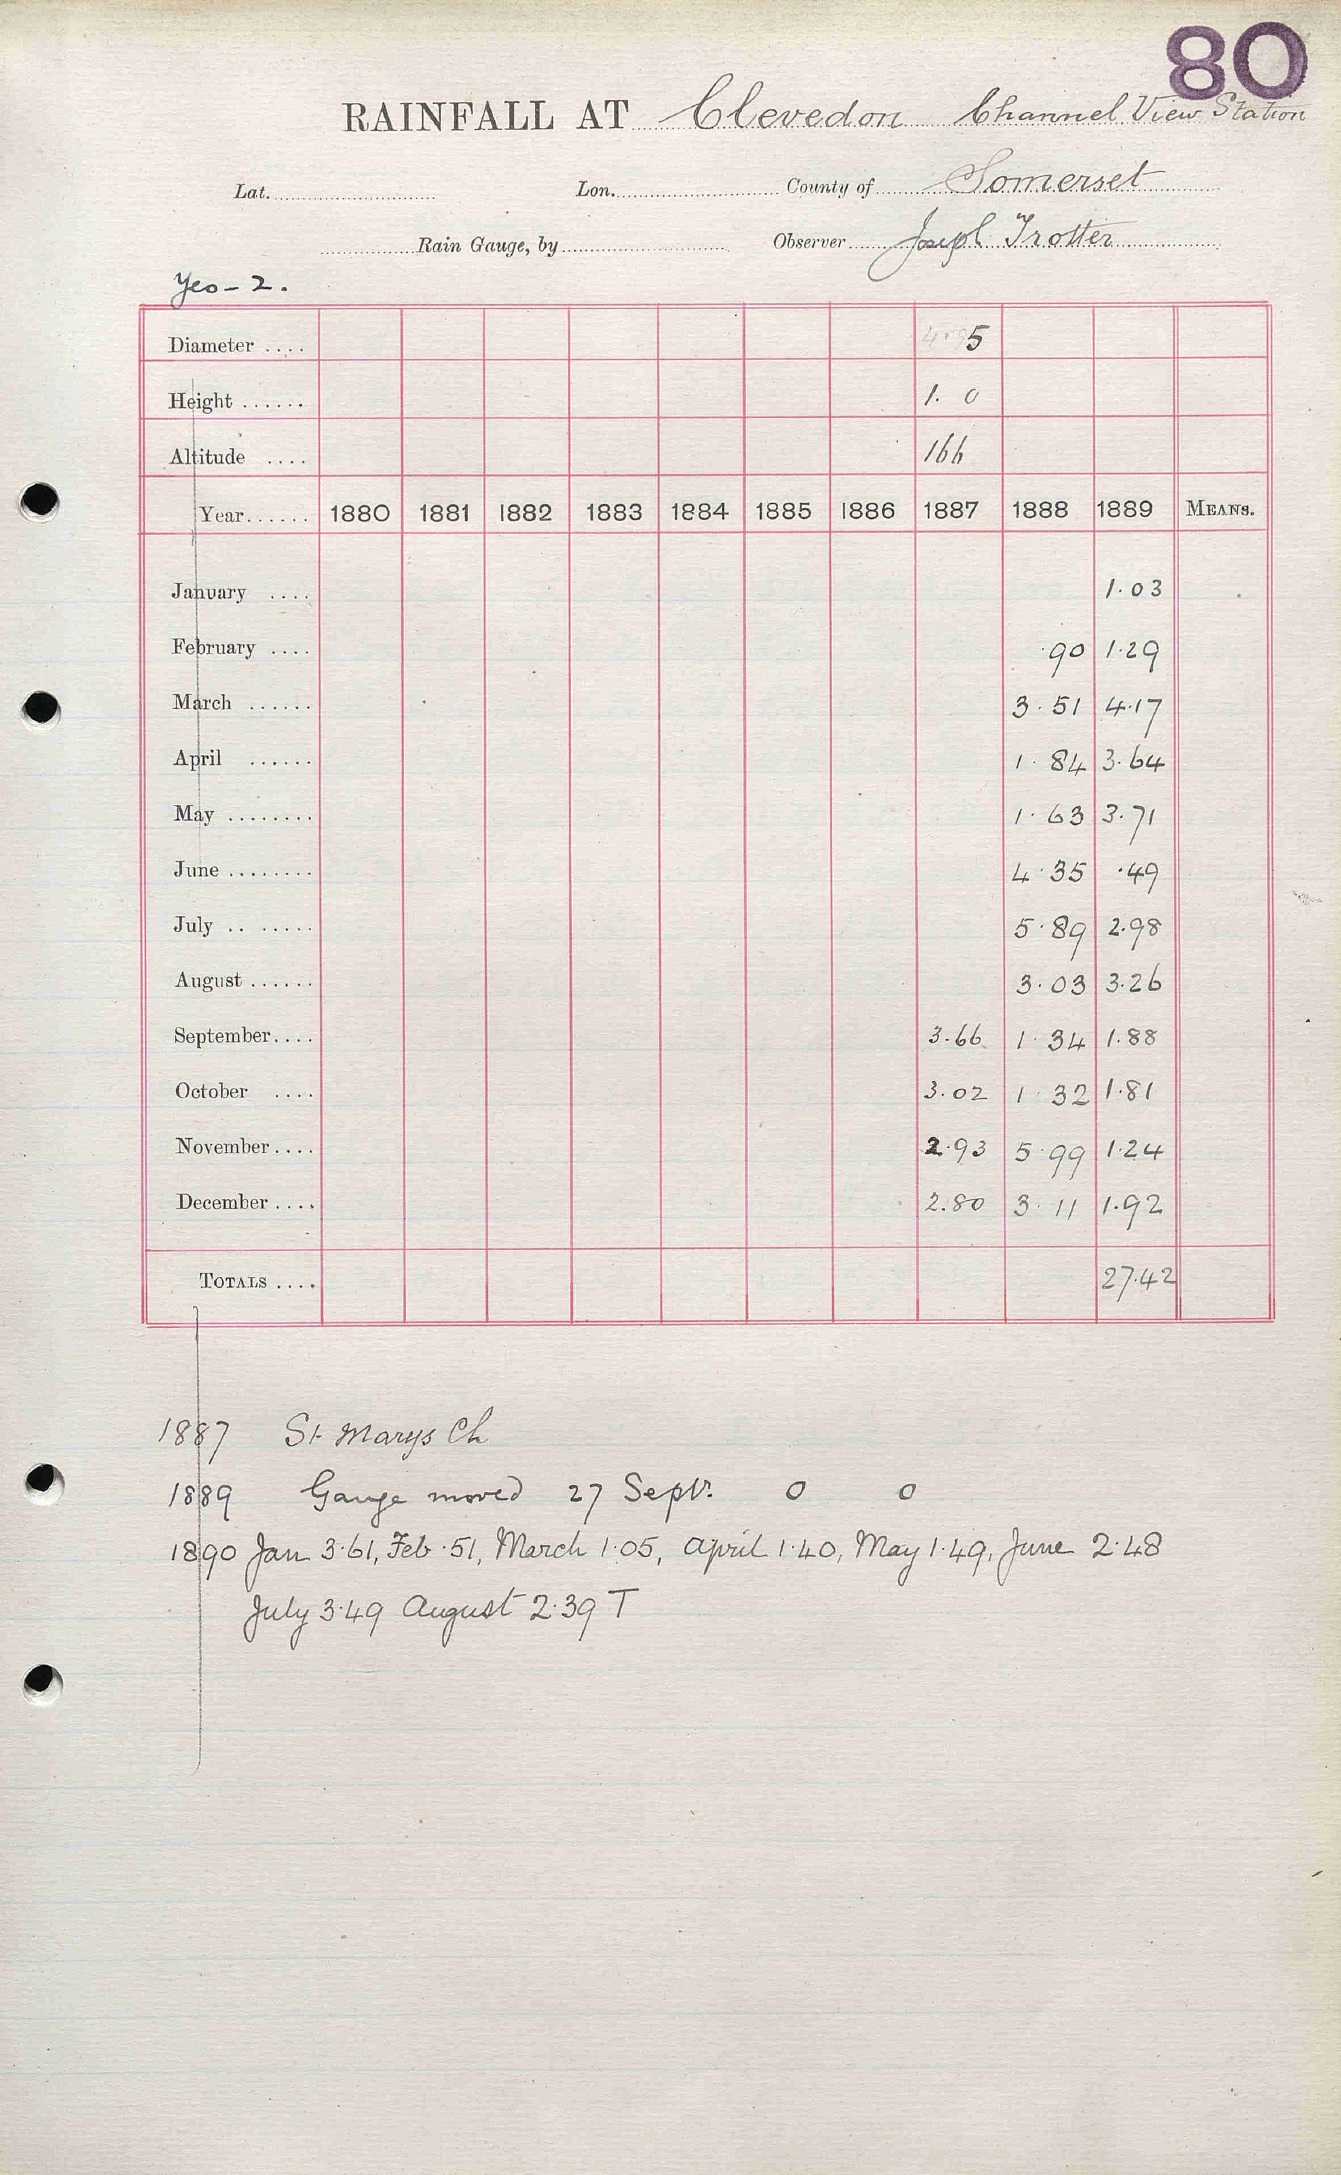 80
RAINFALL AT Clevedon Channel View Station
Lat. Lon. County of Somerset
Rain Gauge, by Observer Joseph Trotter
Yeo - 2.
Diameter .... 5
Height ...... 1. 0
Altitude .... 166
Year...... 1880 1881 1882 1883 1884 1885 1886 1887 1888 1889 MEANS.
January .... 1.03
February .... .90 1.29
March ...... 3.51 4.17
April ...... 1.84 3.64
May ........ 1.63 3.71
June ........ 4.35 .49
July .. ..... 5.89 2.98
August ...... 3.03 3.26
September.... 3.66 1.34 1.88
October .... 3.02 1.32 1.81
November.... 2.93 5.99 1.24
December .... 2.80 3.11 1.92
TOTALS .... 27.42
1887 St Marys Ch
1889 Gauge moved 27 Sept. 0 0
1890 Jan 3.61, Feb .51, March 1.05, april 1.40, May 1.49, June 2.48
July 3.49 August 2.39 T